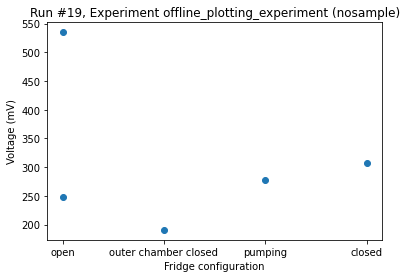 Run #19, Experiment offline_plotting_experiment (nosample)
550
500
450
400
350
300
250
200
Voltage (mV)
open
outer chamber closed
pumping
closed
Fridge configuration